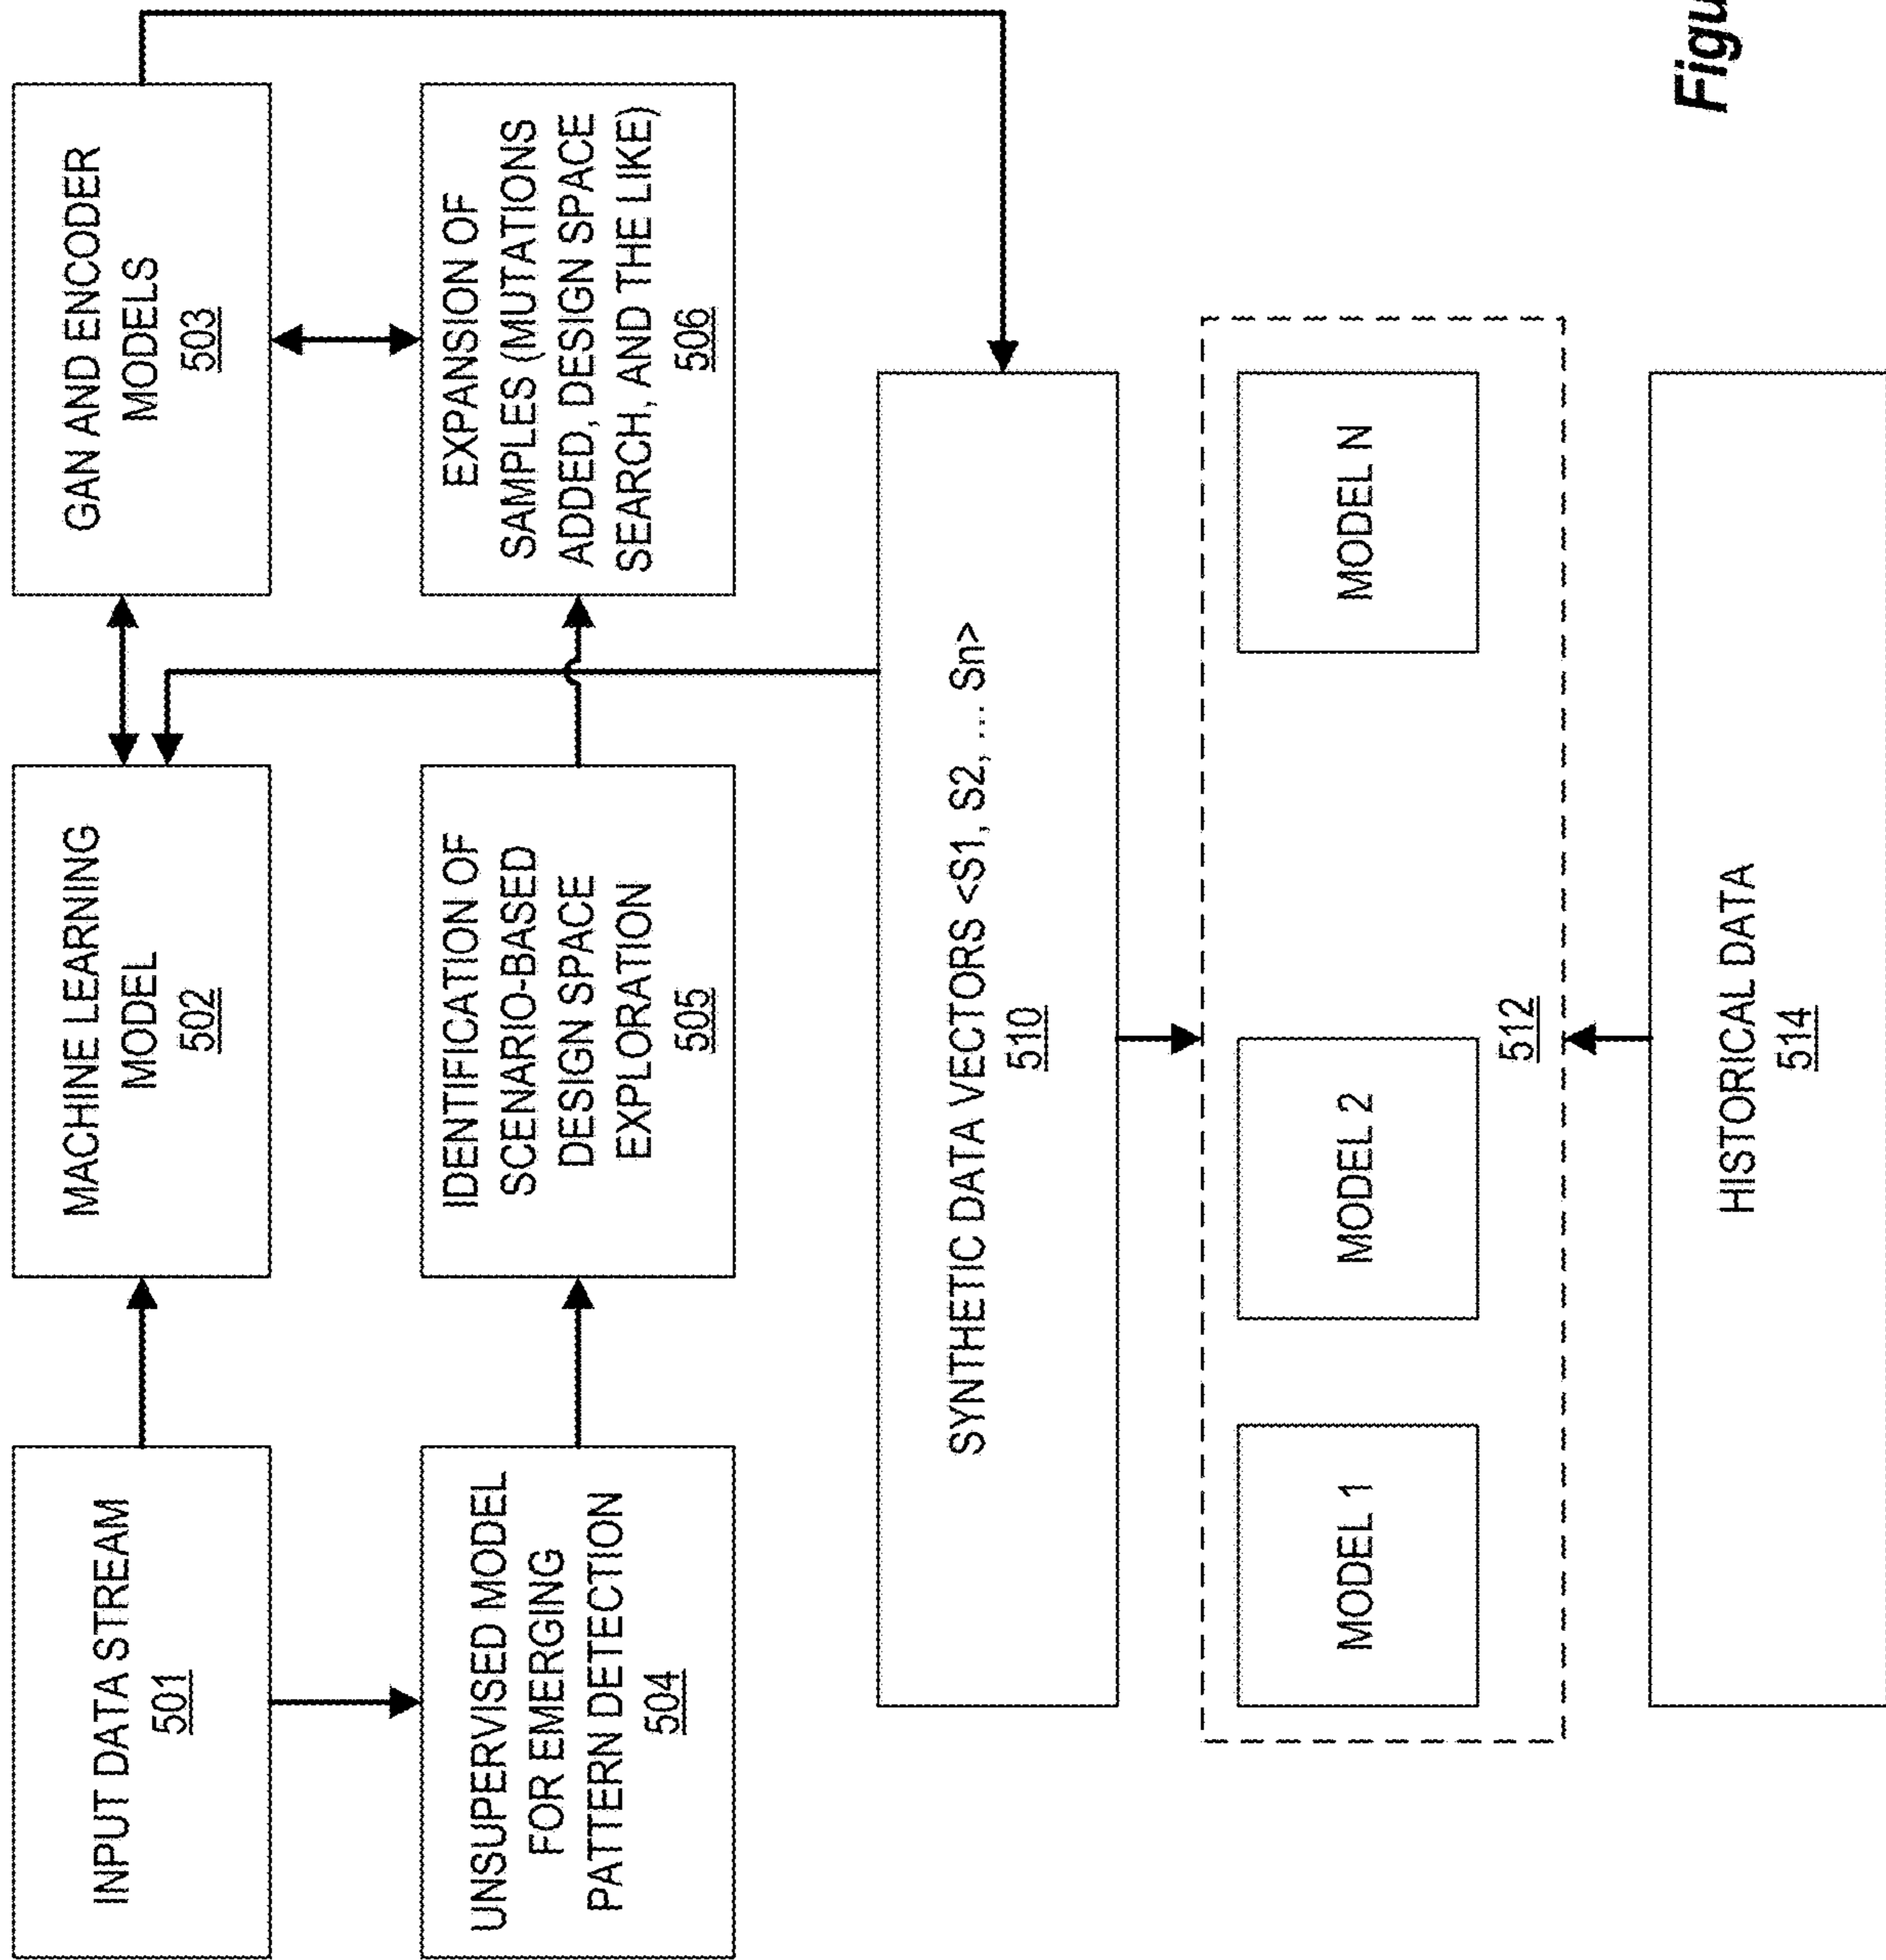 INPUT DATA STREAM
501
MACHINE LEARNING
MODEL
502
GAN AND ENCODER
MODELS
503
UNSUPERVISED MODEL
FOR EMERGING
PATTERN DETECTION
504
IDENTIFICATION OF
SCENARIO-BASED
DESIGN SPACE
EXPLORATION
505
EXPANSION OF
SAMPLES (MUTATIONS
ADDED, DESIGN SPACE
SEARCH, AND THE LIKE)
506
SYNTHETIC DATA VECTORS <S1, S2, ... Sn>
510
MODEL 1
MODEL 2
MODEL N
512
HISTORICAL DATA
514